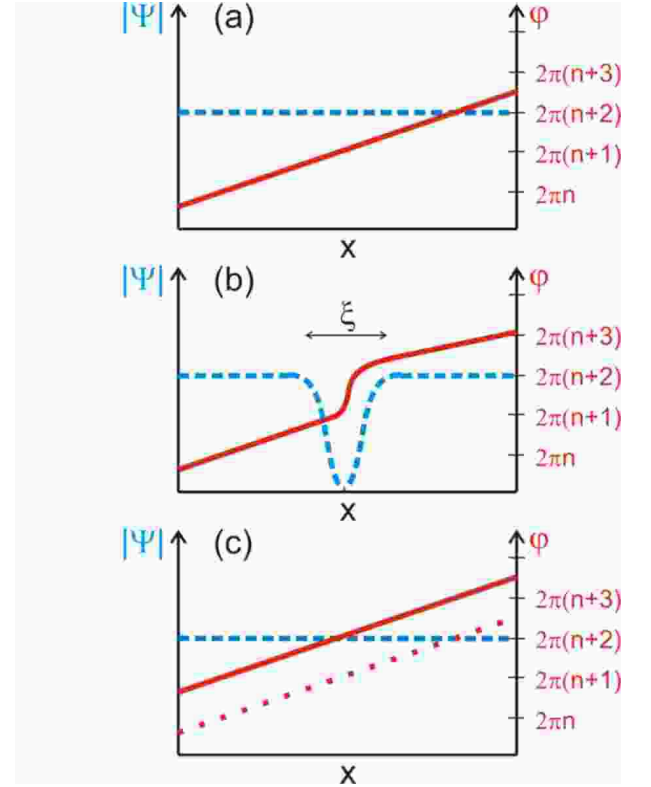 |Ψ| (a) φ
2π(n+3)
2π(n+2)
2π(n+1)
2πn
x
|Ψ| (b) φ
ξ
2π(n+3)
2π(n+2)
2π(n+1)
2πn
x
|Ψ| (c) φ
2π(n+3)
2π(n+2)
2π(n+1)
2πn
x